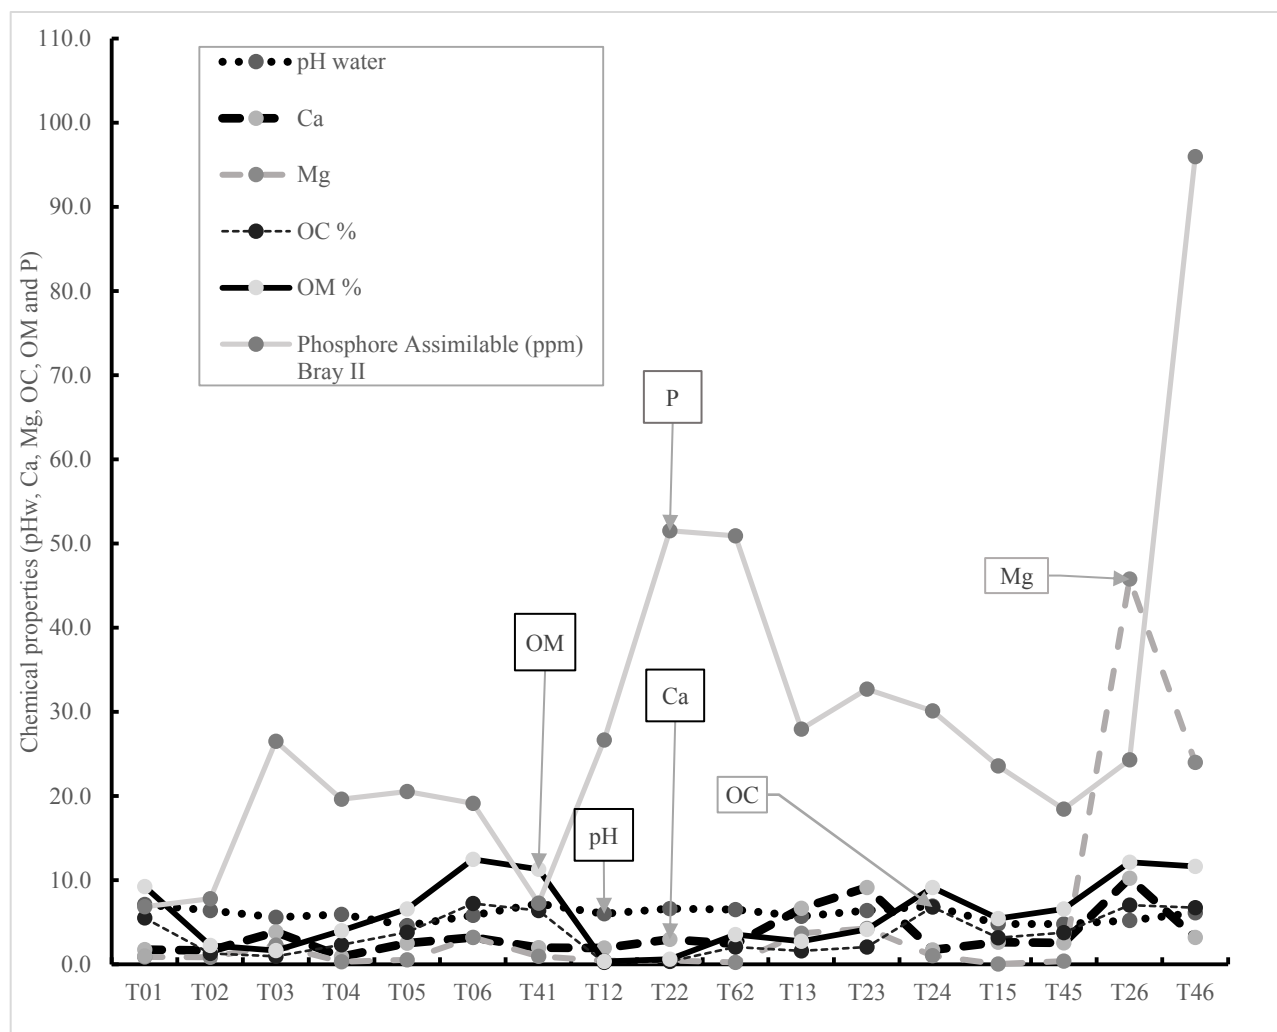 Chemical properties (pHw, Ca, Mg, OC, OM and P)
110.0
100.0
90.0
80.0
70.0
60.0
50.0
40.0
30.0
20.0
10.0
0.0
pH water
Ca
Mg
OC %
OM %
Phosphore Assimilable (ppm)
Bray II
P
Mg
OM
Ca
OC
pH
T01 T02 T03 T04 T05 T06 T41 T12 T22 T62 T13 T23 T24 T15 T45 T26 T46